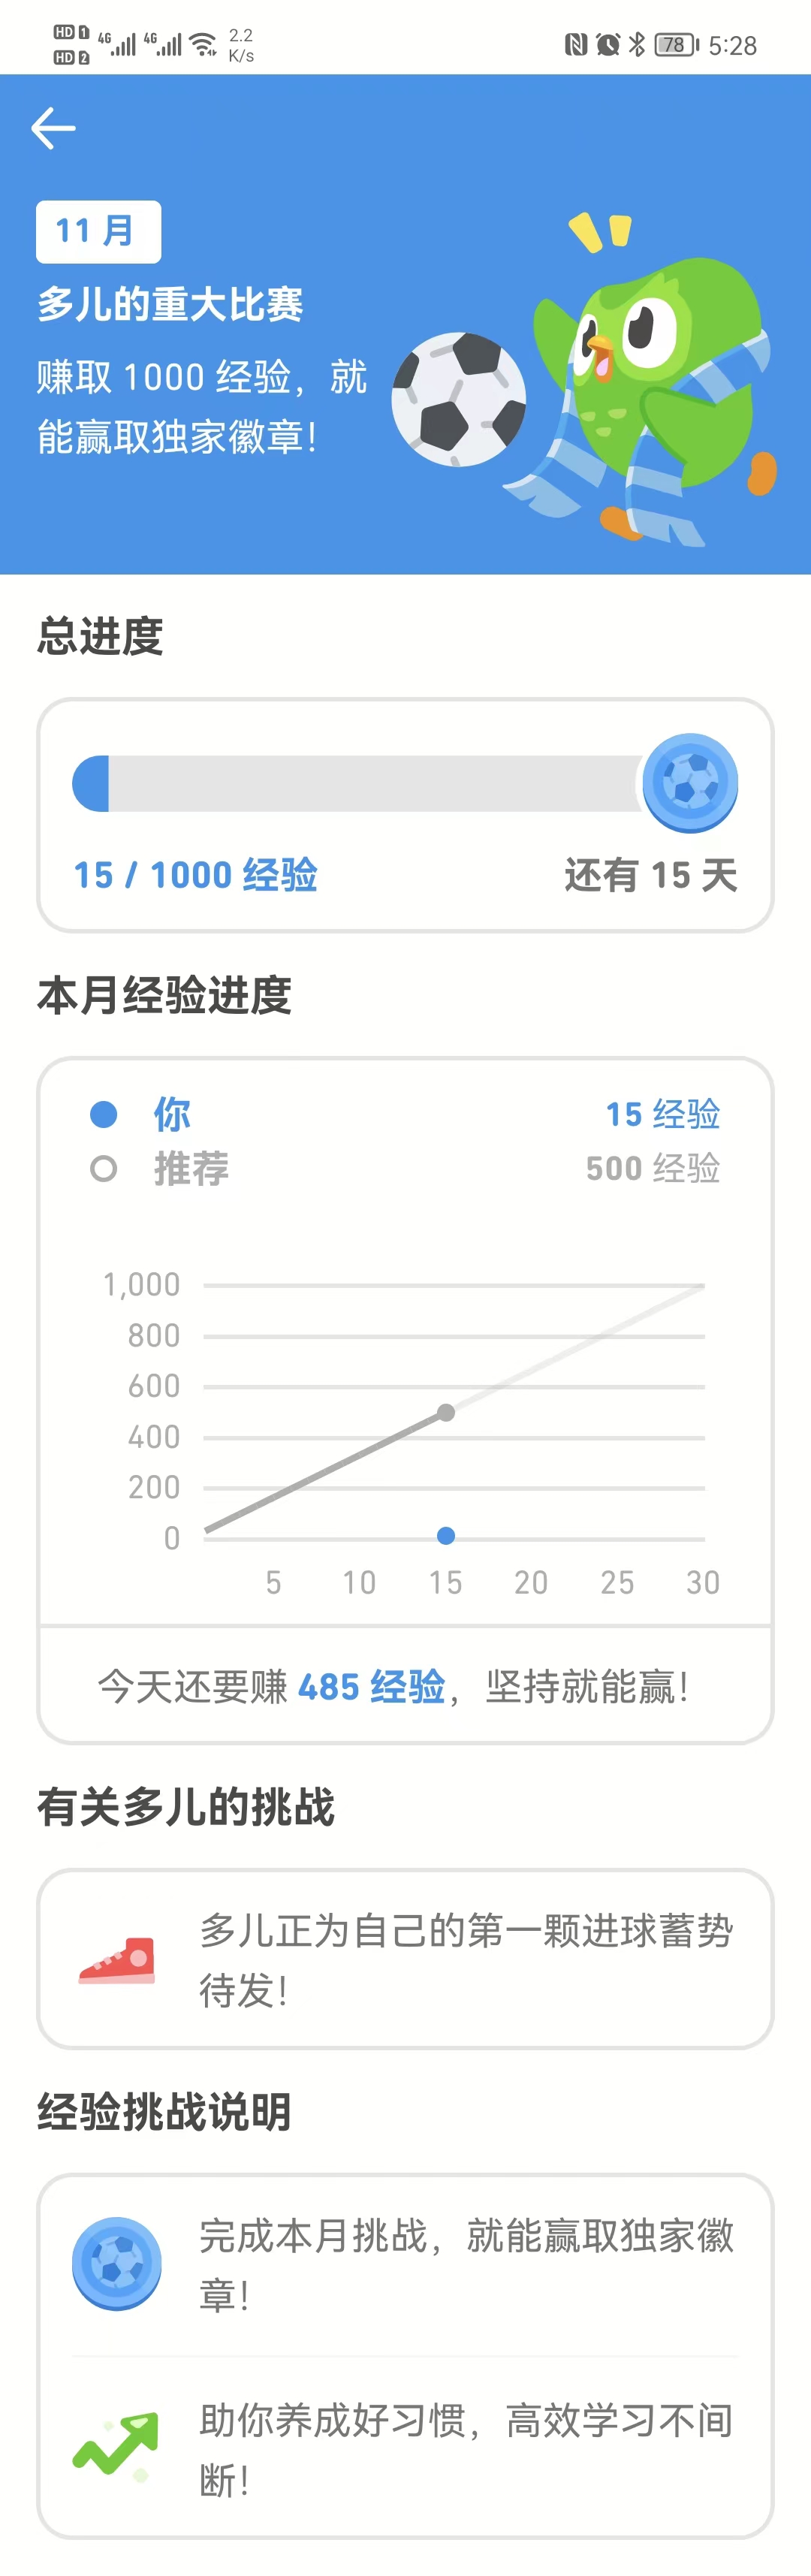 HD 1 4G 4G 2.2
HD 2 K/s
78 5:28
11 月
多儿的重大比赛
赚取 1000 经验，就
能赢取独家徽章！
总进度
15 / 1000 经验 还有 15 天
本月经验进度
你 15 经验
推荐 500 经验
1,000
800
600
400
200
0
5 10 15 20 25 30
今天还要赚 485 经验，坚持就能赢！
有关多儿的挑战
多儿正为自己的第一颗进球蓄势
待发！
经验挑战说明
完成本月挑战，就能赢取独家徽
章！
助你养成好习惯，高效学习不间
断！